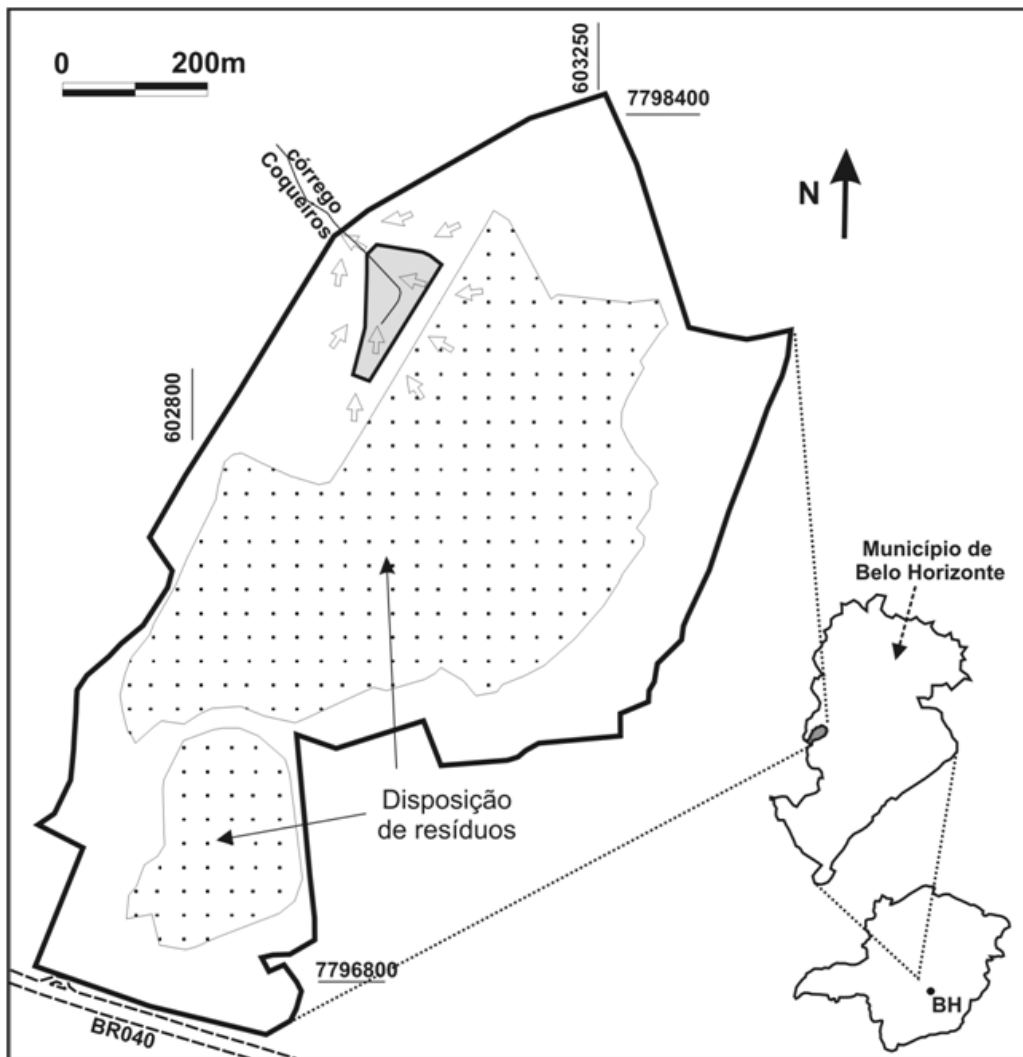 0 200m
603250
7798400
córrego
Coqueiros
N
602800
Município de
Belo Horizonte
Disposição
de resíduos
7796800
BH
BR040